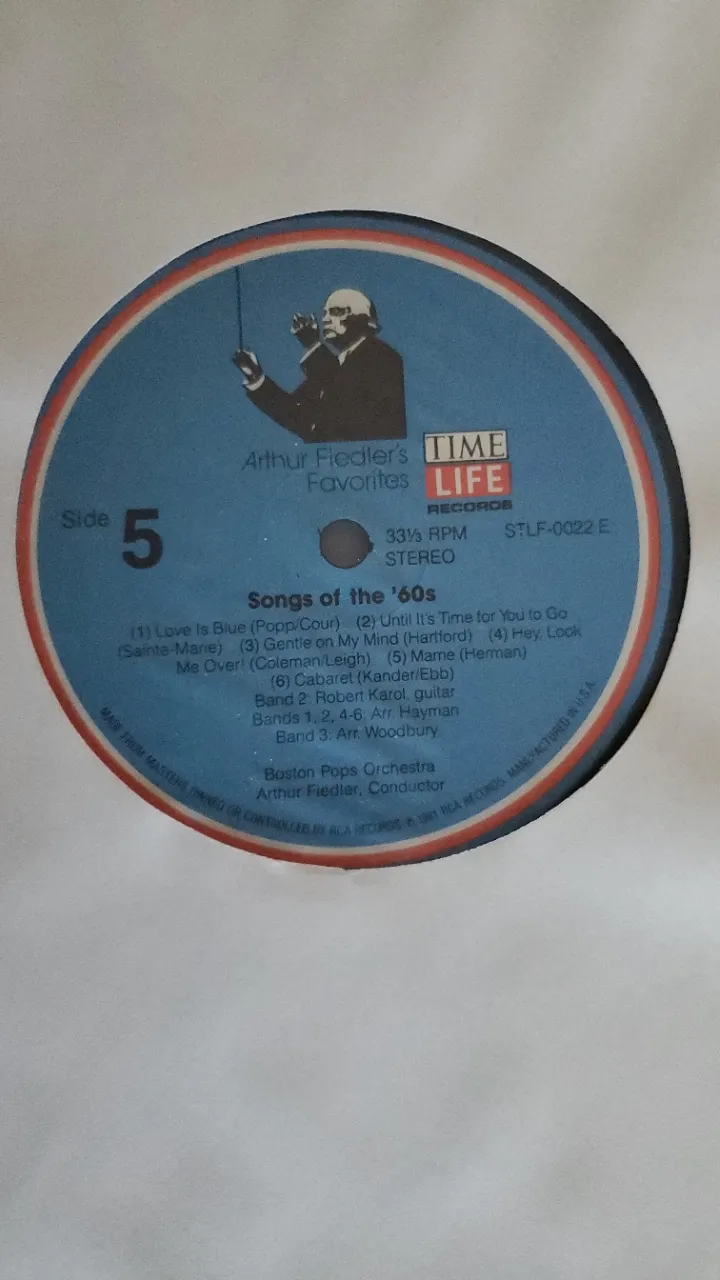 Arthur Fiedler's
Favorites
TIME
LIFE
RECORDS
Side 5
33⅓ RPM
STEREO
STLF-0022 E
Songs of the '60s
(1) Love Is Blue (Popp/Cour) (2) Until It's Time for You to Go
(Sainte-Marie) (3) Gentle on My Mind (Hartford) (4) Hey, Look
Me Over! (Coleman/Leigh) (5) Mame (Herman)
(6) Cabaret (Kander/Ebb)
Band 2: Robert Karol, guitar
Bands 1, 2, 4-6: Arr. Hayman
Band 3: Arr. Woodbury
Boston Pops Orchestra
Arthur Fiedler, Conductor
MADE FROM MASTERS OWNED OR CONTROLLED BY RCA RECORDS. ℗ 1981 RCA RECORDS. MANUFACTURED IN U.S.A.